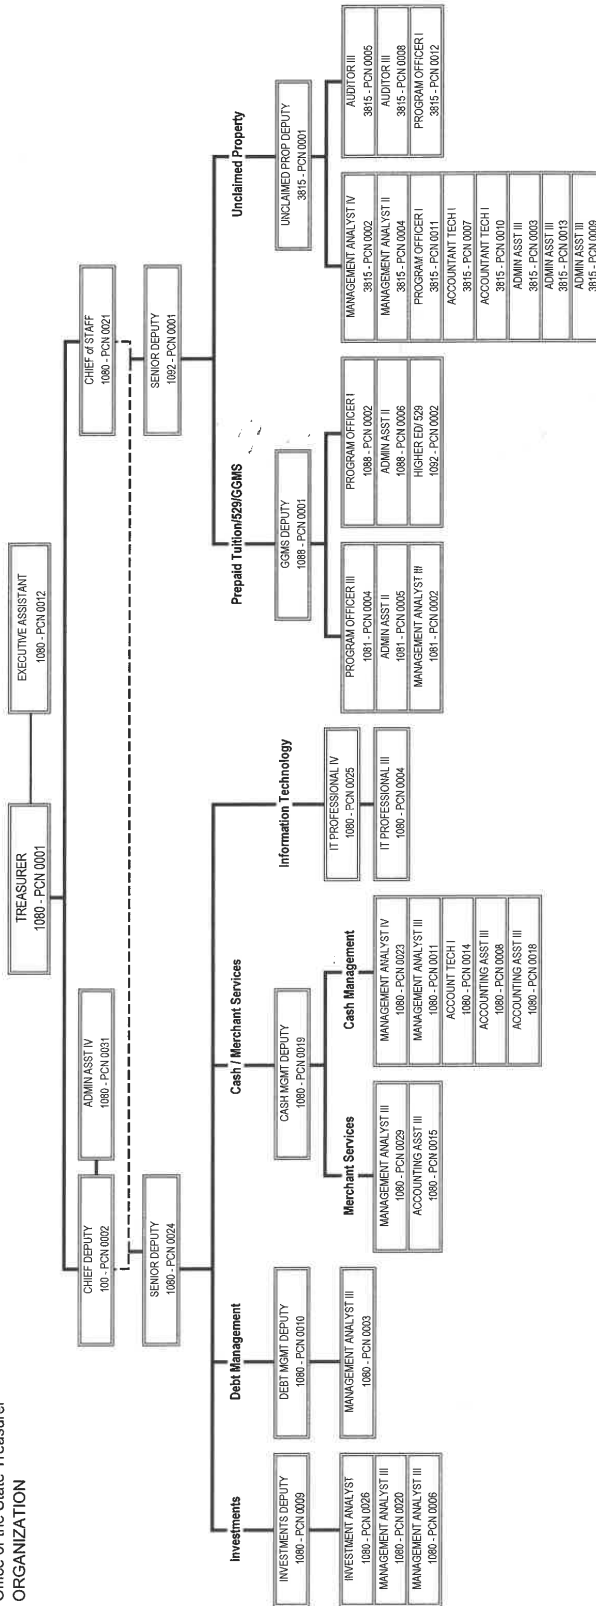 Office of the State Treasurer
ORGANIZATION
TREASURER
1080 - PCN 0001
EXECUTIVE ASSISTANT
1080 - PCN 0012
CHIEF DEPUTY
100 - PCN 0002
ADMIN ASST IV
1080 - PCN 0031
CHIEF of STAFF
1080 - PCN 0021
SENIOR DEPUTY
1080 - PCN 0024
SENIOR DEPUTY
1092 - PCN 0001
Investments
INVESTMENTS DEPUTY
1080 - PCN 0009
INVESTMENT ANALYST
1080 - PCN 0026
MANAGEMENT ANALYST III
1080 - PCN 0020
MANAGEMENT ANALYST III
1080 - PCN 0006
Debt Management
DEBT MGMT DEPUTY
1080 - PCN 0010
MANAGEMENT ANALYST III
1080 - PCN 0003
Cash / Merchant Services
CASH MGMT DEPUTY
1080 - PCN 0019
Merchant Services
MANAGEMENT ANALYST III
1080 - PCN 0029
ACCOUNTING ASST III
1080 - PCN 0015
Cash Management
MANAGEMENT ANALYST IV
1080 - PCN 0023
MANAGEMENT ANALYST III
1080 - PCN 0011
ACCOUNT TECH I
1080 - PCN 0014
ACCOUNTING ASST III
1080 - PCN 0008
ACCOUNTING ASST III
1080 - PCN 0018
Information Technology
IT PROFESSIONAL IV
1080 - PCN 0025
IT PROFESSIONAL III
1080 - PCN 0004
Prepaid Tuition/529/GGMS
GGMS DEPUTY
1088 - PCN 0001
PROGRAM OFFICER III
1081 - PCN 0004
ADMIN ASST II
1081 - PCN 0005
MANAGEMENT ANALYST
1081 - PCN 0002
PROGRAM OFFICER I
1088 - PCN 0002
ADMIN ASST II
1088 - PCN 0006
HIGHER ED/ 529
1092 - PCN 0002
Unclaimed Property
UNCLAIMED PROP DEPUTY
3815 - PCN 0001
MANAGEMENT ANALYST IV
3815 - PCN 0002
MANAGEMENT ANALYST II
3815 - PCN 0004
PROGRAM OFFICER I
3815 - PCN 0011
ACCOUNTANT TECH I
3815 - PCN 0007
ACCOUNTANT TECH I
3815 - PCN 0010
ADMIN ASST III
3815 - PCN 0003
ADMIN ASST III
3815 - PCN 0013
ADMIN ASST III
3815 - PCN 0009
AUDITOR III
3815 - PCN 0005
AUDITOR III
3815 - PCN 0008
PROGRAM OFFICER I
3815 - PCN 0012